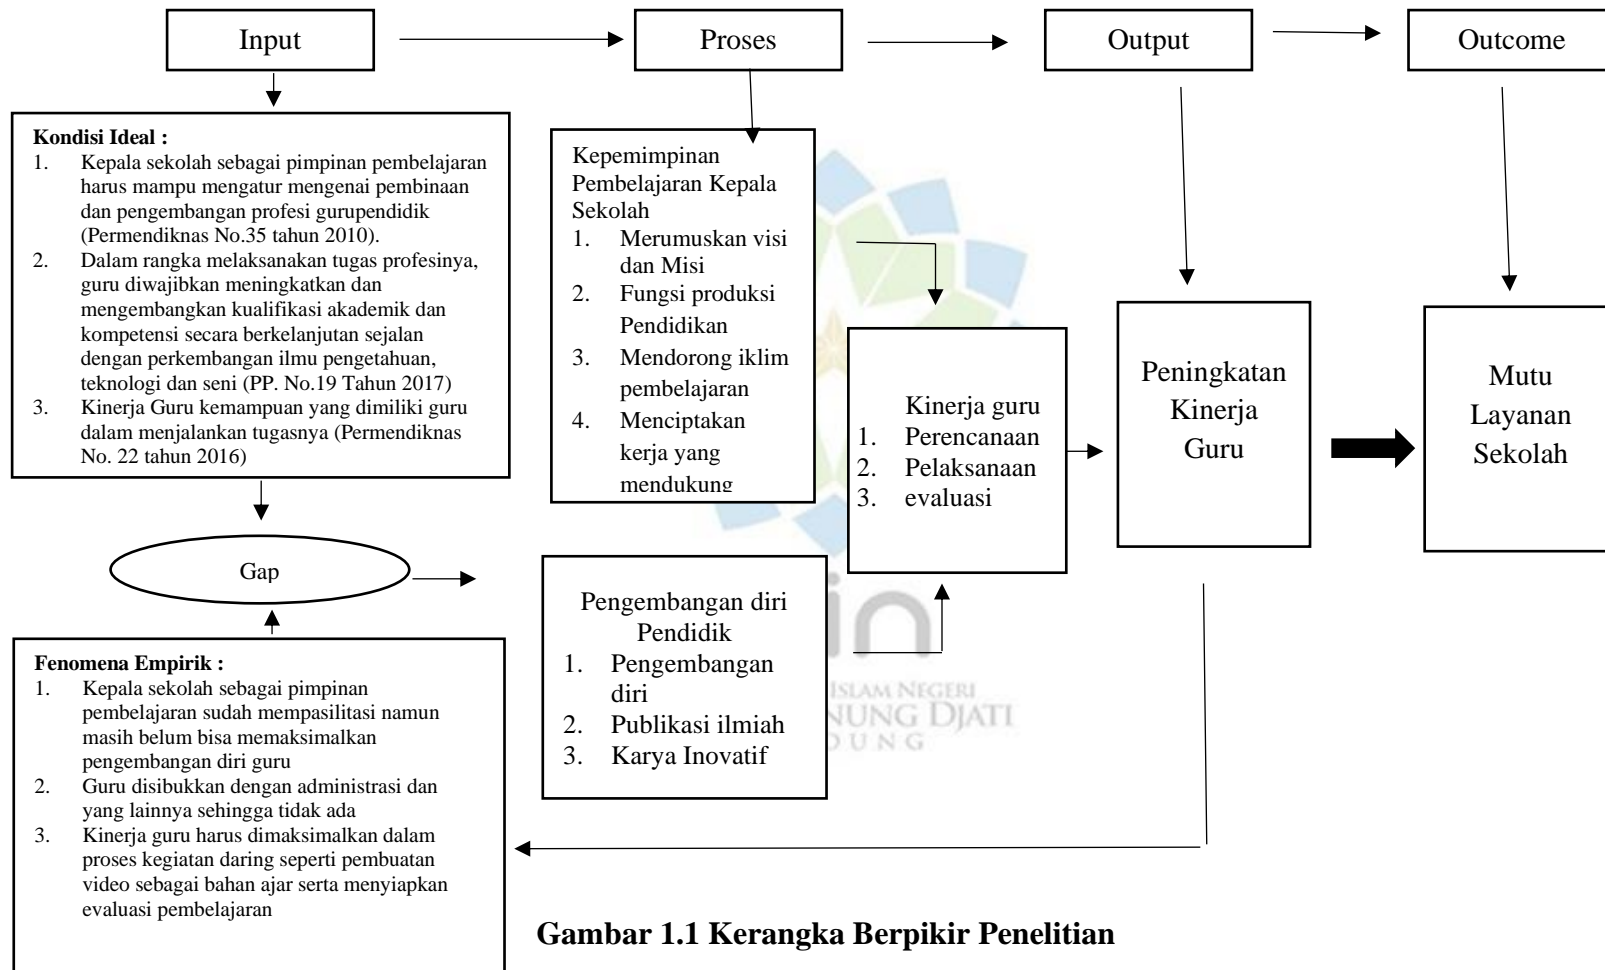 Input
Proses
Output
Outcome
Kondisi Ideal :
1. Kepala sekolah sebagai pimpinan pembelajaran
harus mampu mengatur mengenai pembinaan
dan pengembangan profesi gurupendidik
(Permendiknas No.35 tahun 2010).
2. Dalam rangka melaksanakan tugas profesinya,
guru diwajibkan meningkatkan dan
mengembangkan kualifikasi akademik dan
kompetensi secara berkelanjutan sejalan
dengan perkembangan ilmu pengetahuan,
teknologi dan seni (PP. No.19 Tahun 2017)
3. Kinerja Guru kemampuan yang dimiliki guru
dalam menjalankan tugasnya (Permendiknas
No. 22 tahun 2016)
Gap
Fenomena Empirik :
1. Kepala sekolah sebagai pimpinan
pembelajaran sudah mempasilitasi namun
masih belum bisa memaksimalkan
pengembangan diri guru
2. Guru disibukkan dengan administrasi dan
yang lainnya sehingga tidak ada
3. Kinerja guru harus dimaksimalkan dalam
proses kegiatan daring seperti pembuatan
video sebagai bahan ajar serta menyiapkan
evaluasi pembelajaran
Kepemimpinan
Pembelajaran Kepala
Sekolah
1. Merumuskan visi
dan Misi
2. Fungsi produksi
Pendidikan
3. Mendorong iklim
pembelajaran
4. Menciptakan
kerja yang
mendukung
Pengembangan diri
Pendidik
1. Pengembangan
diri
2. Publikasi ilmiah
3. Karya Inovatif
Kinerja guru
1. Perencanaan
2. Pelaksanaan
3. evaluasi
Peningkatan
Kinerja
Guru
Mutu
Layanan
Sekolah
ISLAM NEGERI
NUNG DJATI
DUNG
Gambar 1.1 Kerangka Berpikir Penelitian